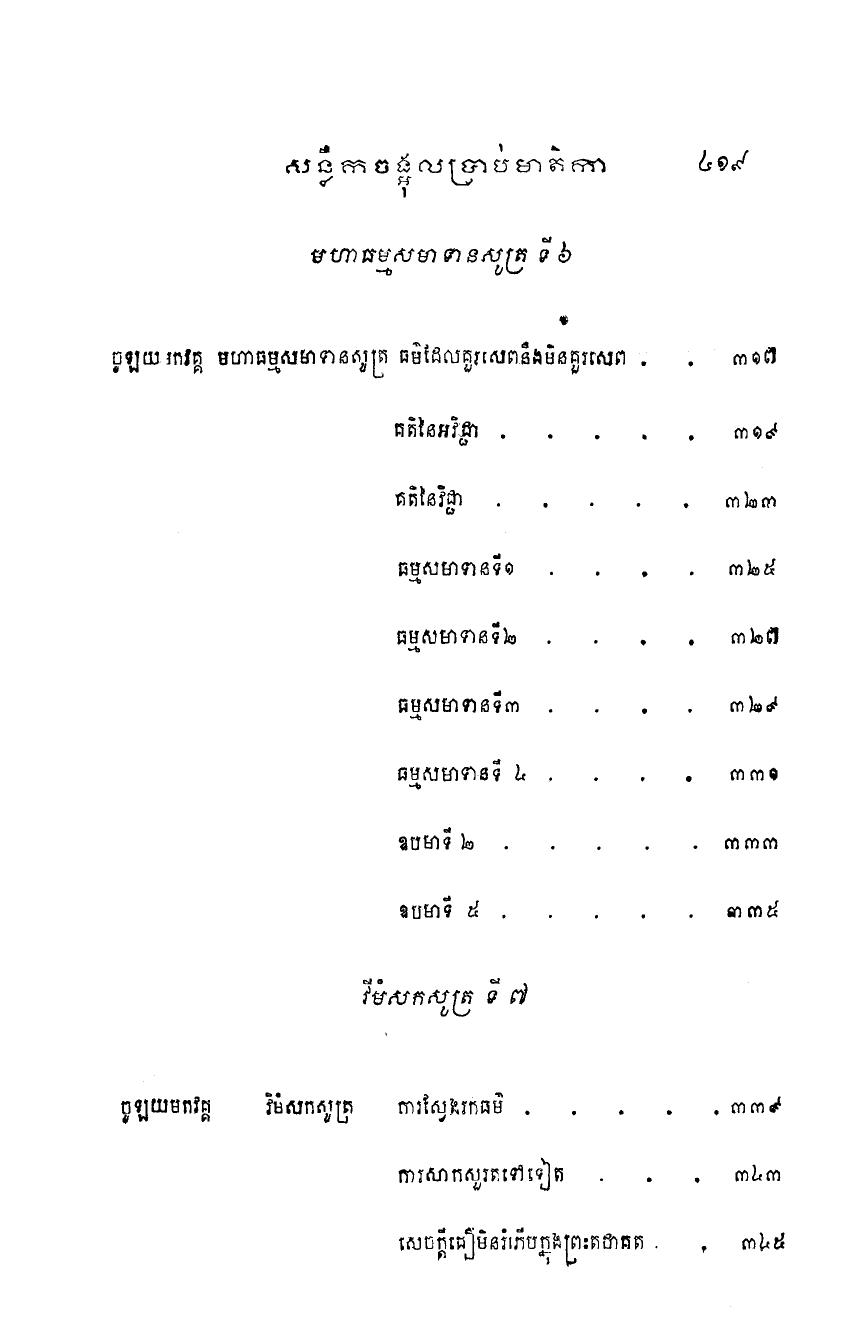 សន្លឹកចង្អុលប្រាប់មាតិកា ៤១៩
មហាធម្មសមាទានសូត្រ ទី ៦
ចូឡយមកវគ្គ មហាធម្មសមាទានសូត្រ ធម៌ដែលគួរសេពនឹងមិនគួរសេព . . ៣១៧
គតិនៃអវិជ្ជា . . . . . ៣១៩
គតិនៃវិជ្ជា . . . . . ៣២៣
ធម្មសមាទានទី១ . . . . ៣២៥
ធម្មសមាទានទី២ . . . . ៣២៧
ធម្មសមាទានទី៣ . . . . ៣២៩
ធម្មសមាទានទី ៤ . . . . ៣៣១
ឧបមាទី ២ . . . . . ៣៣៣
ឧបមាទី ៥ . . . . . ៣៣៥
វីមំសកសូត្រ ទី ៧
ចូឡយមកវគ្គ វីមំសកសូត្រ ការស្វែងរកធម៌ . . . . . ៣៣៩
ការសាកសួរតទៅទៀត . . . ៣៤៣
សេចក្តីជឿមិនរំភើបក្នុងព្រះតថាគត . . ៣៤៥